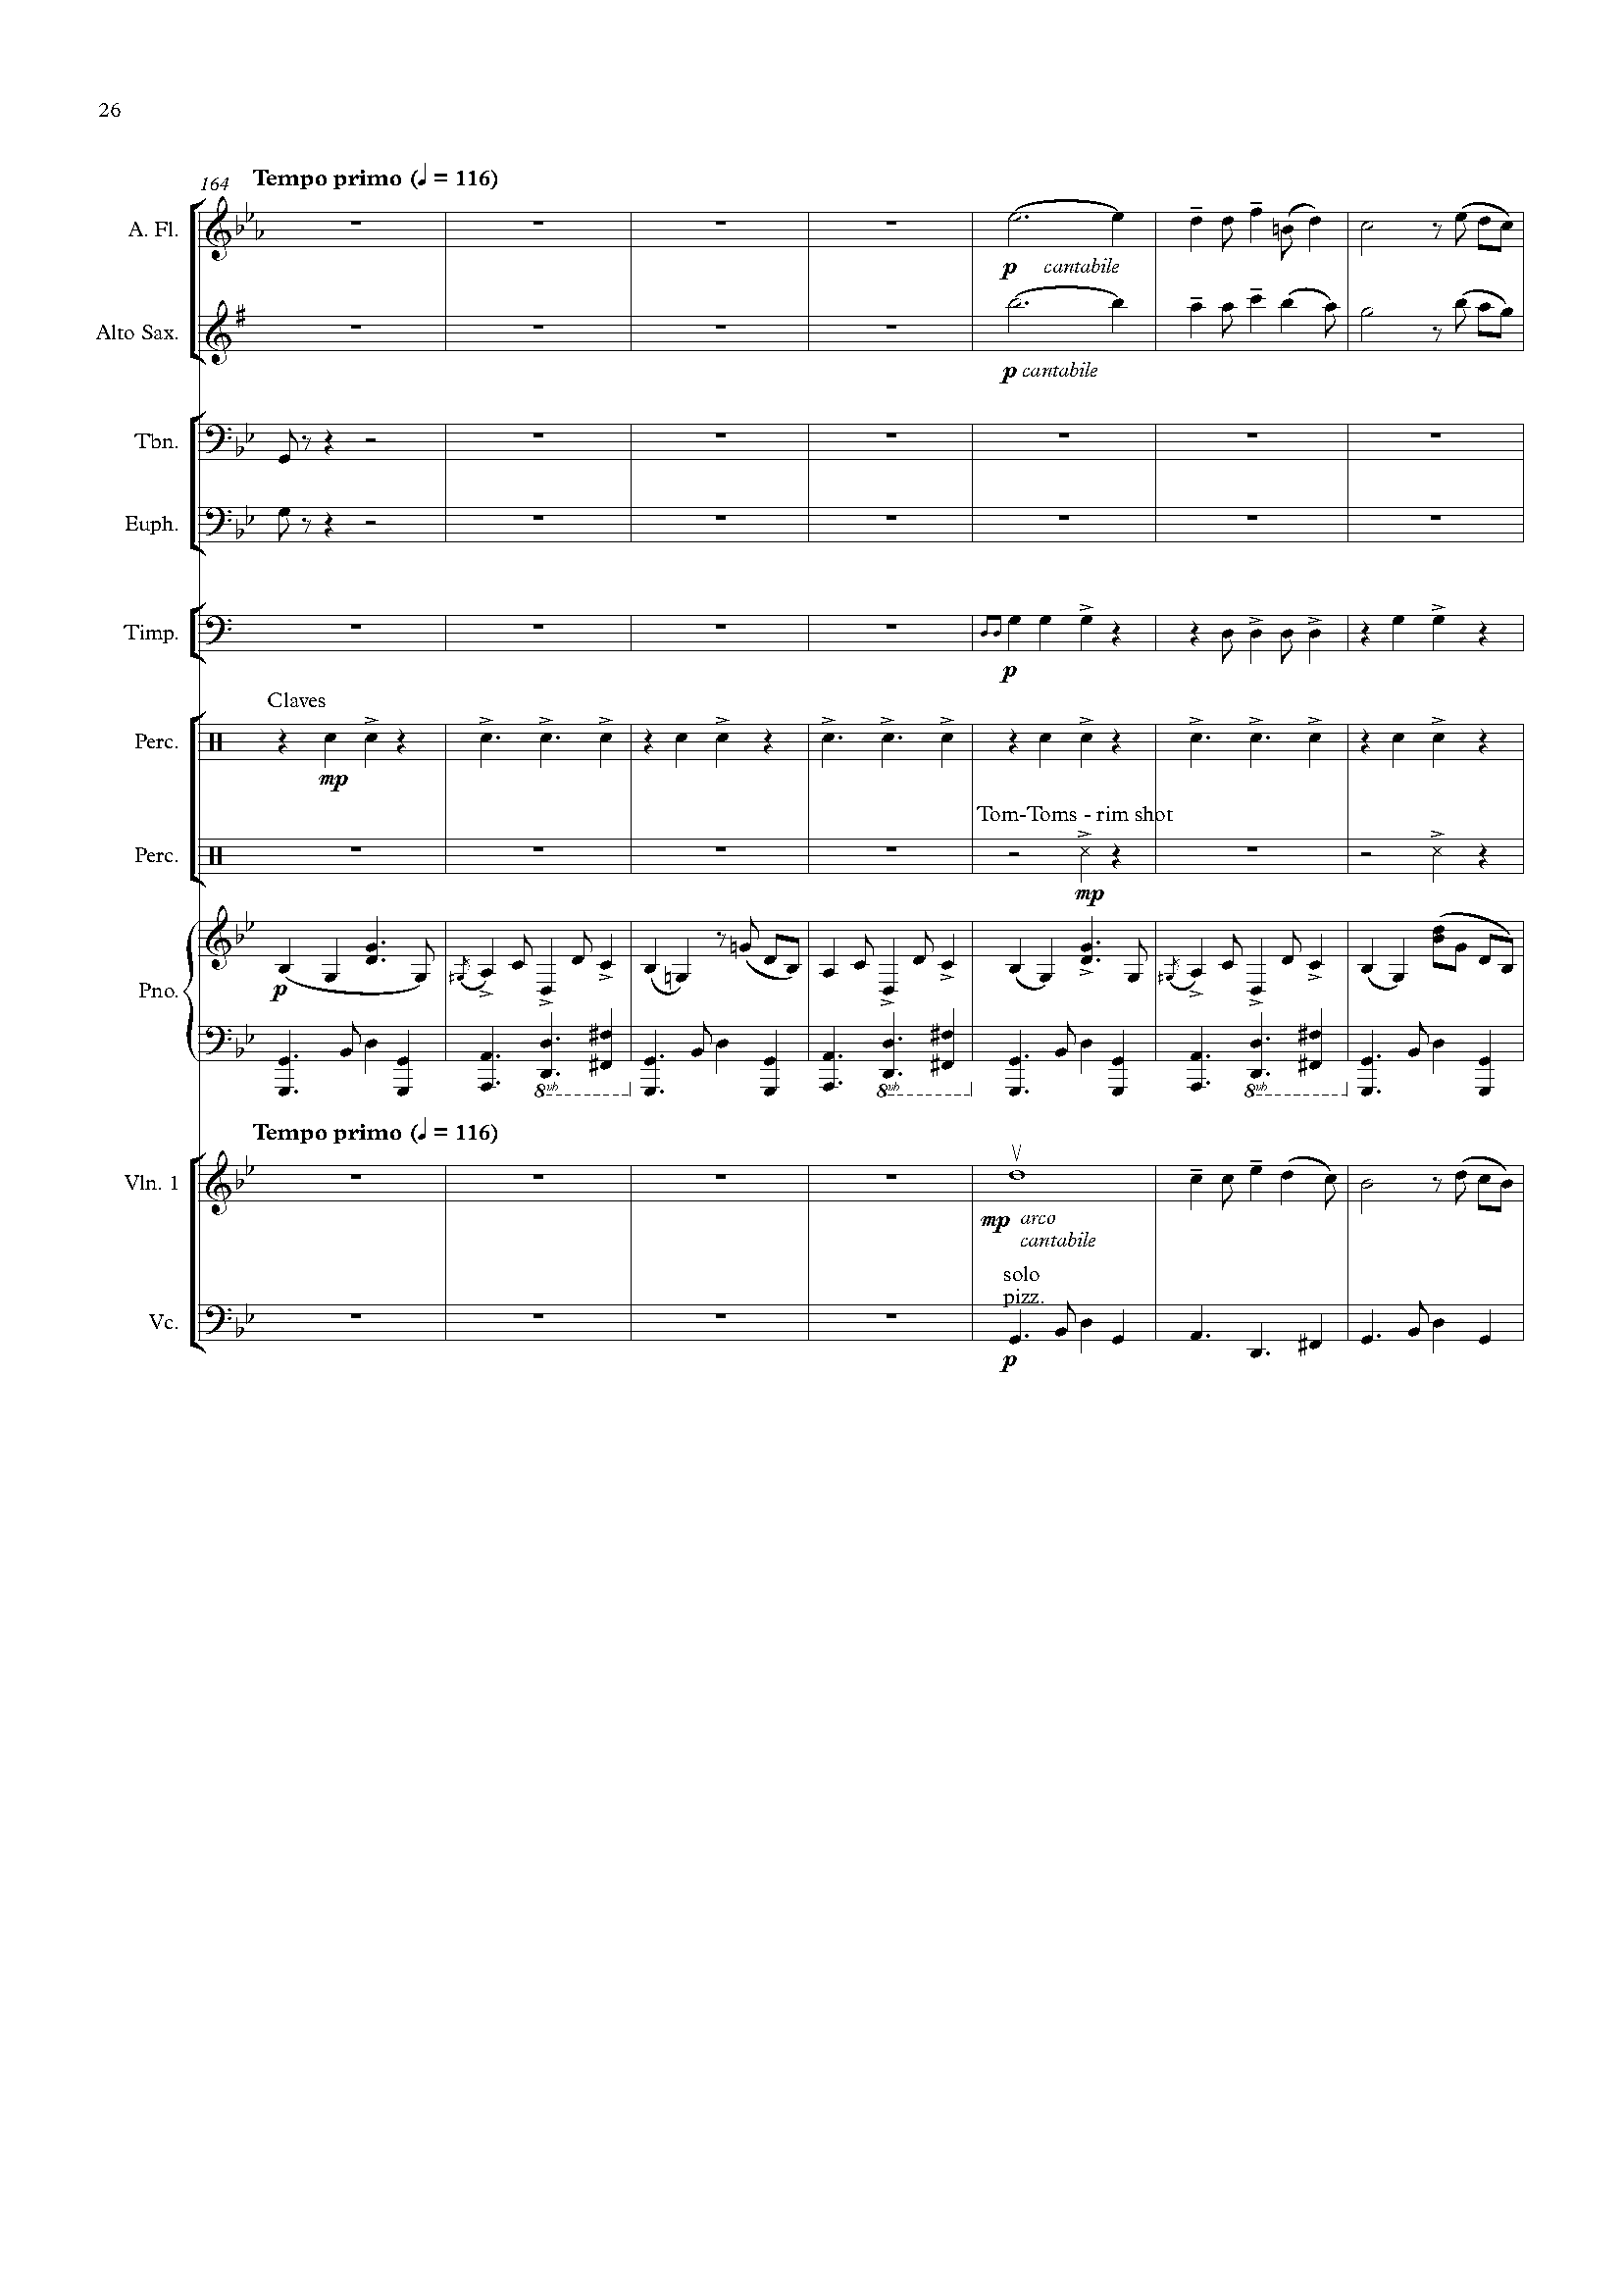 26
164 Tempo primo (♩ = 116)
A. Fl.
p cantabile
Alto Sax.
p cantabile
Tbn.
Euph.
Timp.
p
Claves
Perc.
mp
Tom-Toms - rim shot
Perc.
mp
Pno.
p
8vb 8vb 8vb
Tempo primo (♩ = 116)
Vln. 1
mp arco
cantabile
solo
pizz.
Vc.
p